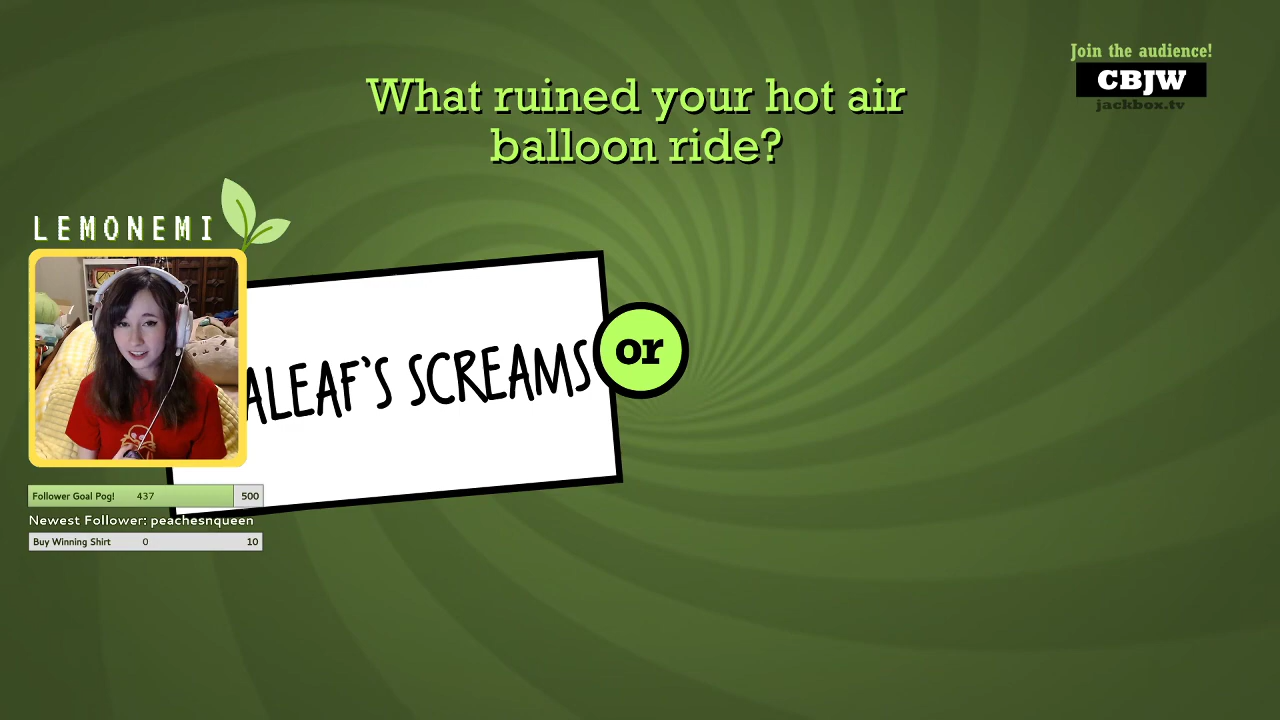 Join the audience!
CBJW
jackbox.tv
What ruined your hot air
balloon ride?
LEMONEMI
ALEAF'S SCREAMS
or
Follower Goal Pog! 437 500
Newest Follower: peachesnqueen
Buy Winning Shirt 0 10